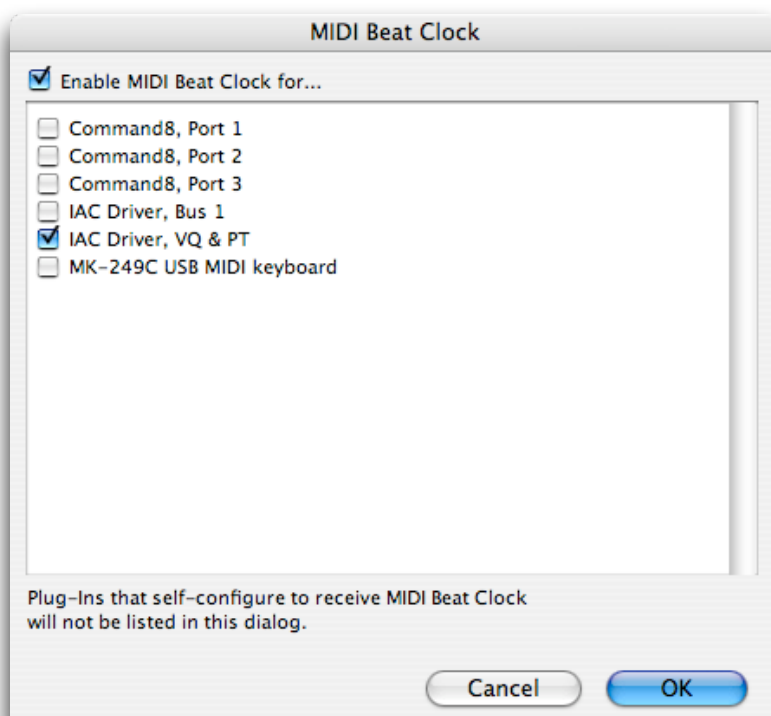 MIDI Beat Clock
Enable MIDI Beat Clock for...
Command8, Port 1
Command8, Port 2
Command8, Port 3
IAC Driver, Bus 1
IAC Driver, VQ & PT
MK-249C USB MIDI keyboard
Plug-Ins that self-configure to receive MIDI Beat Clock
will not be listed in this dialog.
Cancel
OK